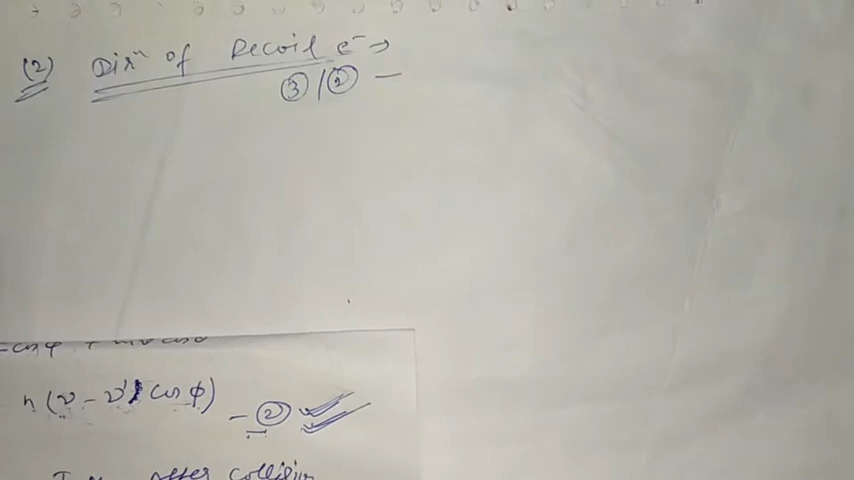 (2) Dirⁿ of Recoil e⁻ →
③ / ② —
h (ν - ν' cos φ) — ②
after collision